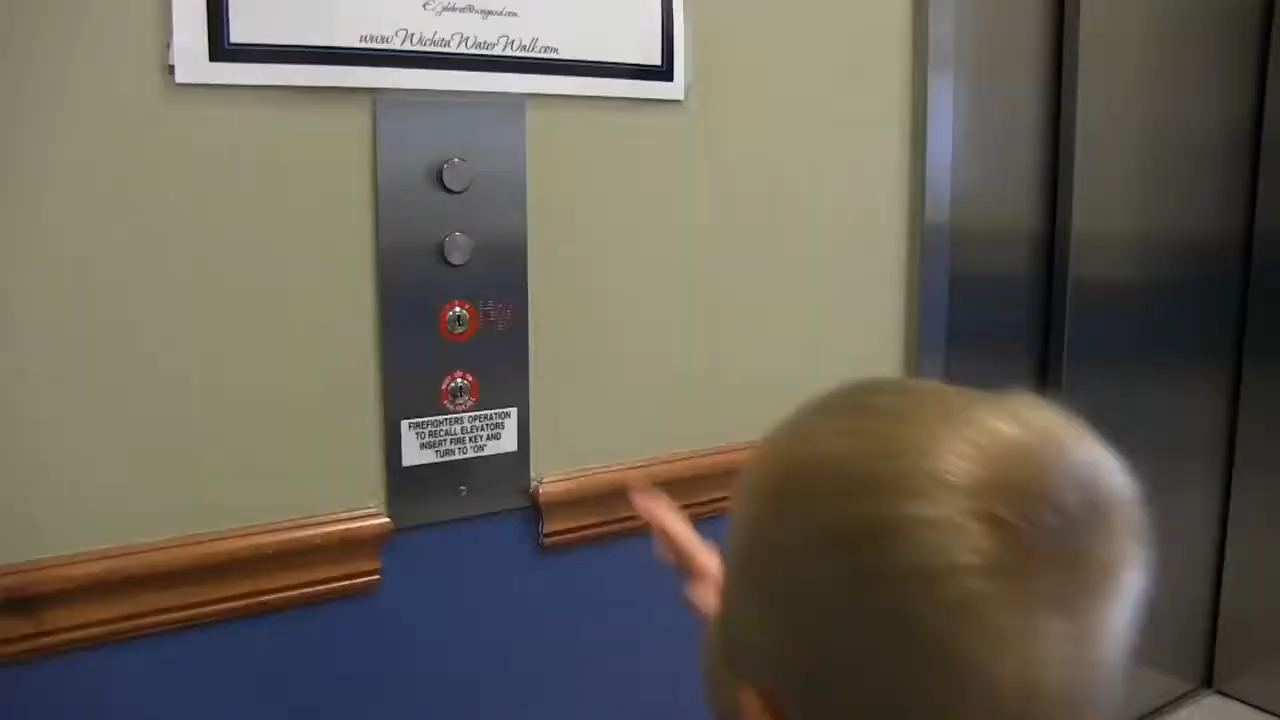 www.WichitaWaterWalk.com
FIREFIGHTERS' OPERATION
TO RECALL ELEVATORS
INSERT FIRE KEY AND
TURN TO "ON"